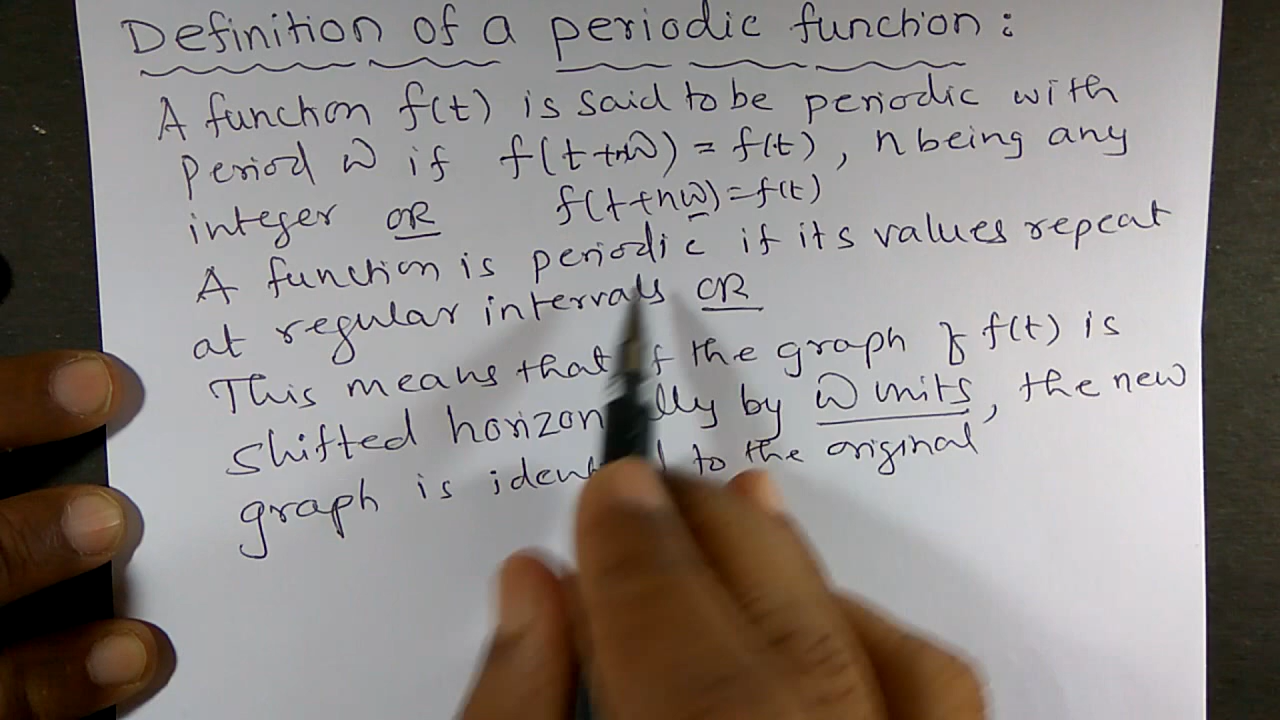 Definition of a periodic function:
A function f(t) is said to be periodic with
period ω if f(t+nω) = f(t), n being any
integer OR f(t+nω)=f(t)
A function is periodic if its values repeat
at regular intervals OR
This means that if the graph of f(t) is
shifted horizontally by ω units, the new
graph is to the original